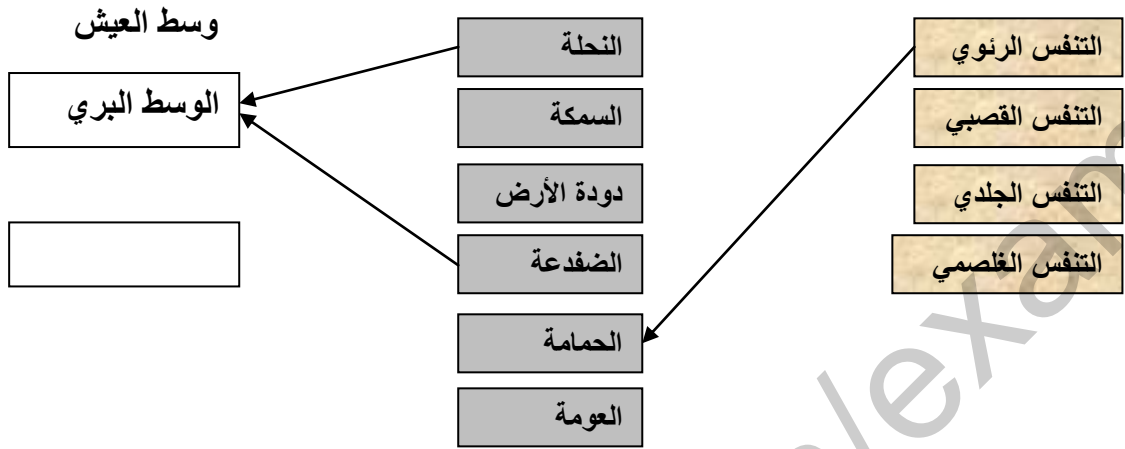 وسط العيش
التنفس الرئوي
النحلة
الوسط البري
التنفس القصبي
السمكة
التنفس الجلدي
دودة الأرض
التنفس الغلصمي
الضفدعة
الحمامة
العومة
/exam